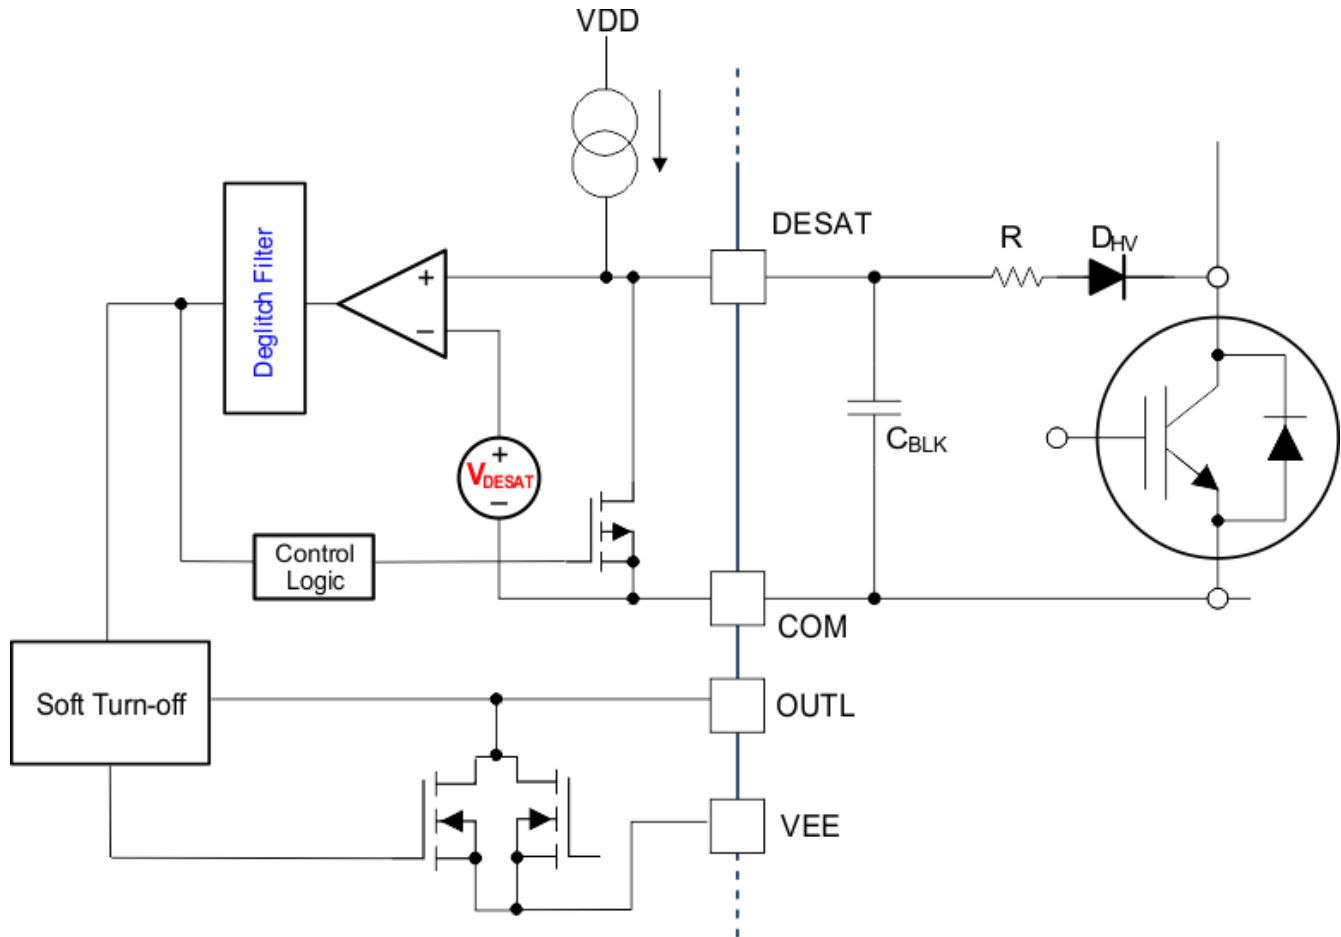 VDD
DESAT
R
DHV
Deglitch Filter
+
−
+
VDESAT
−
CBLK
Control
Logic
COM
Soft Turn-off
OUTL
VEE